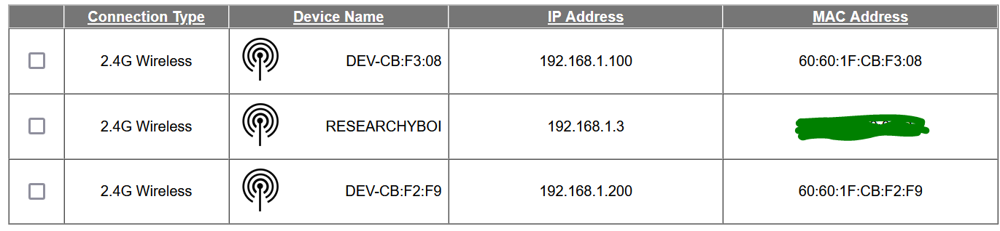 Connection Type Device Name IP Address MAC Address
2.4G Wireless DEV-CB:F3:08 192.168.1.100 60:60:1F:CB:F3:08
2.4G Wireless RESEARCHYBOI 192.168.1.3
2.4G Wireless DEV-CB:F2:F9 192.168.1.200 60:60:1F:CB:F2:F9